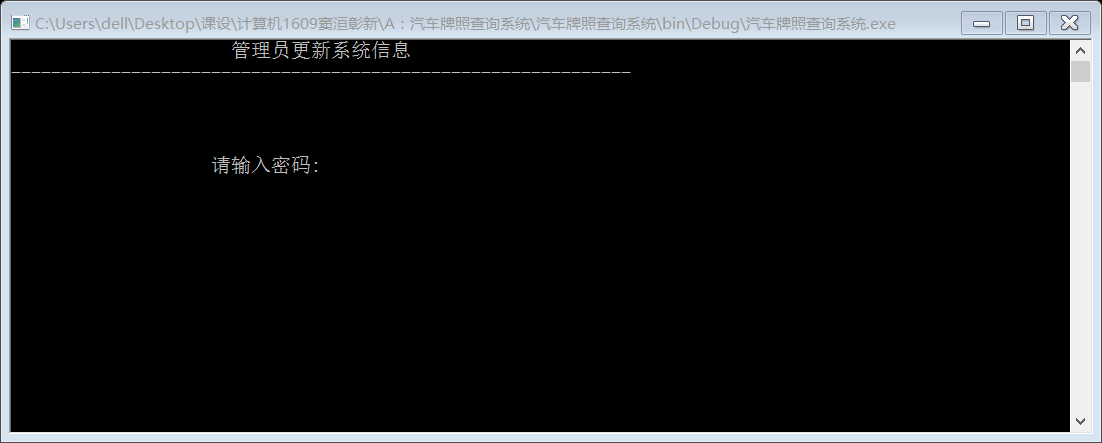 C:\Users\dell\Desktop\课设\计算机1609窦洹彰新\A：汽车牌照查询系统\汽车牌照查询系统\bin\Debug\汽车牌照查询系统.exe
管理员更新系统信息
--------------------------------------------------------------
请输入密码：